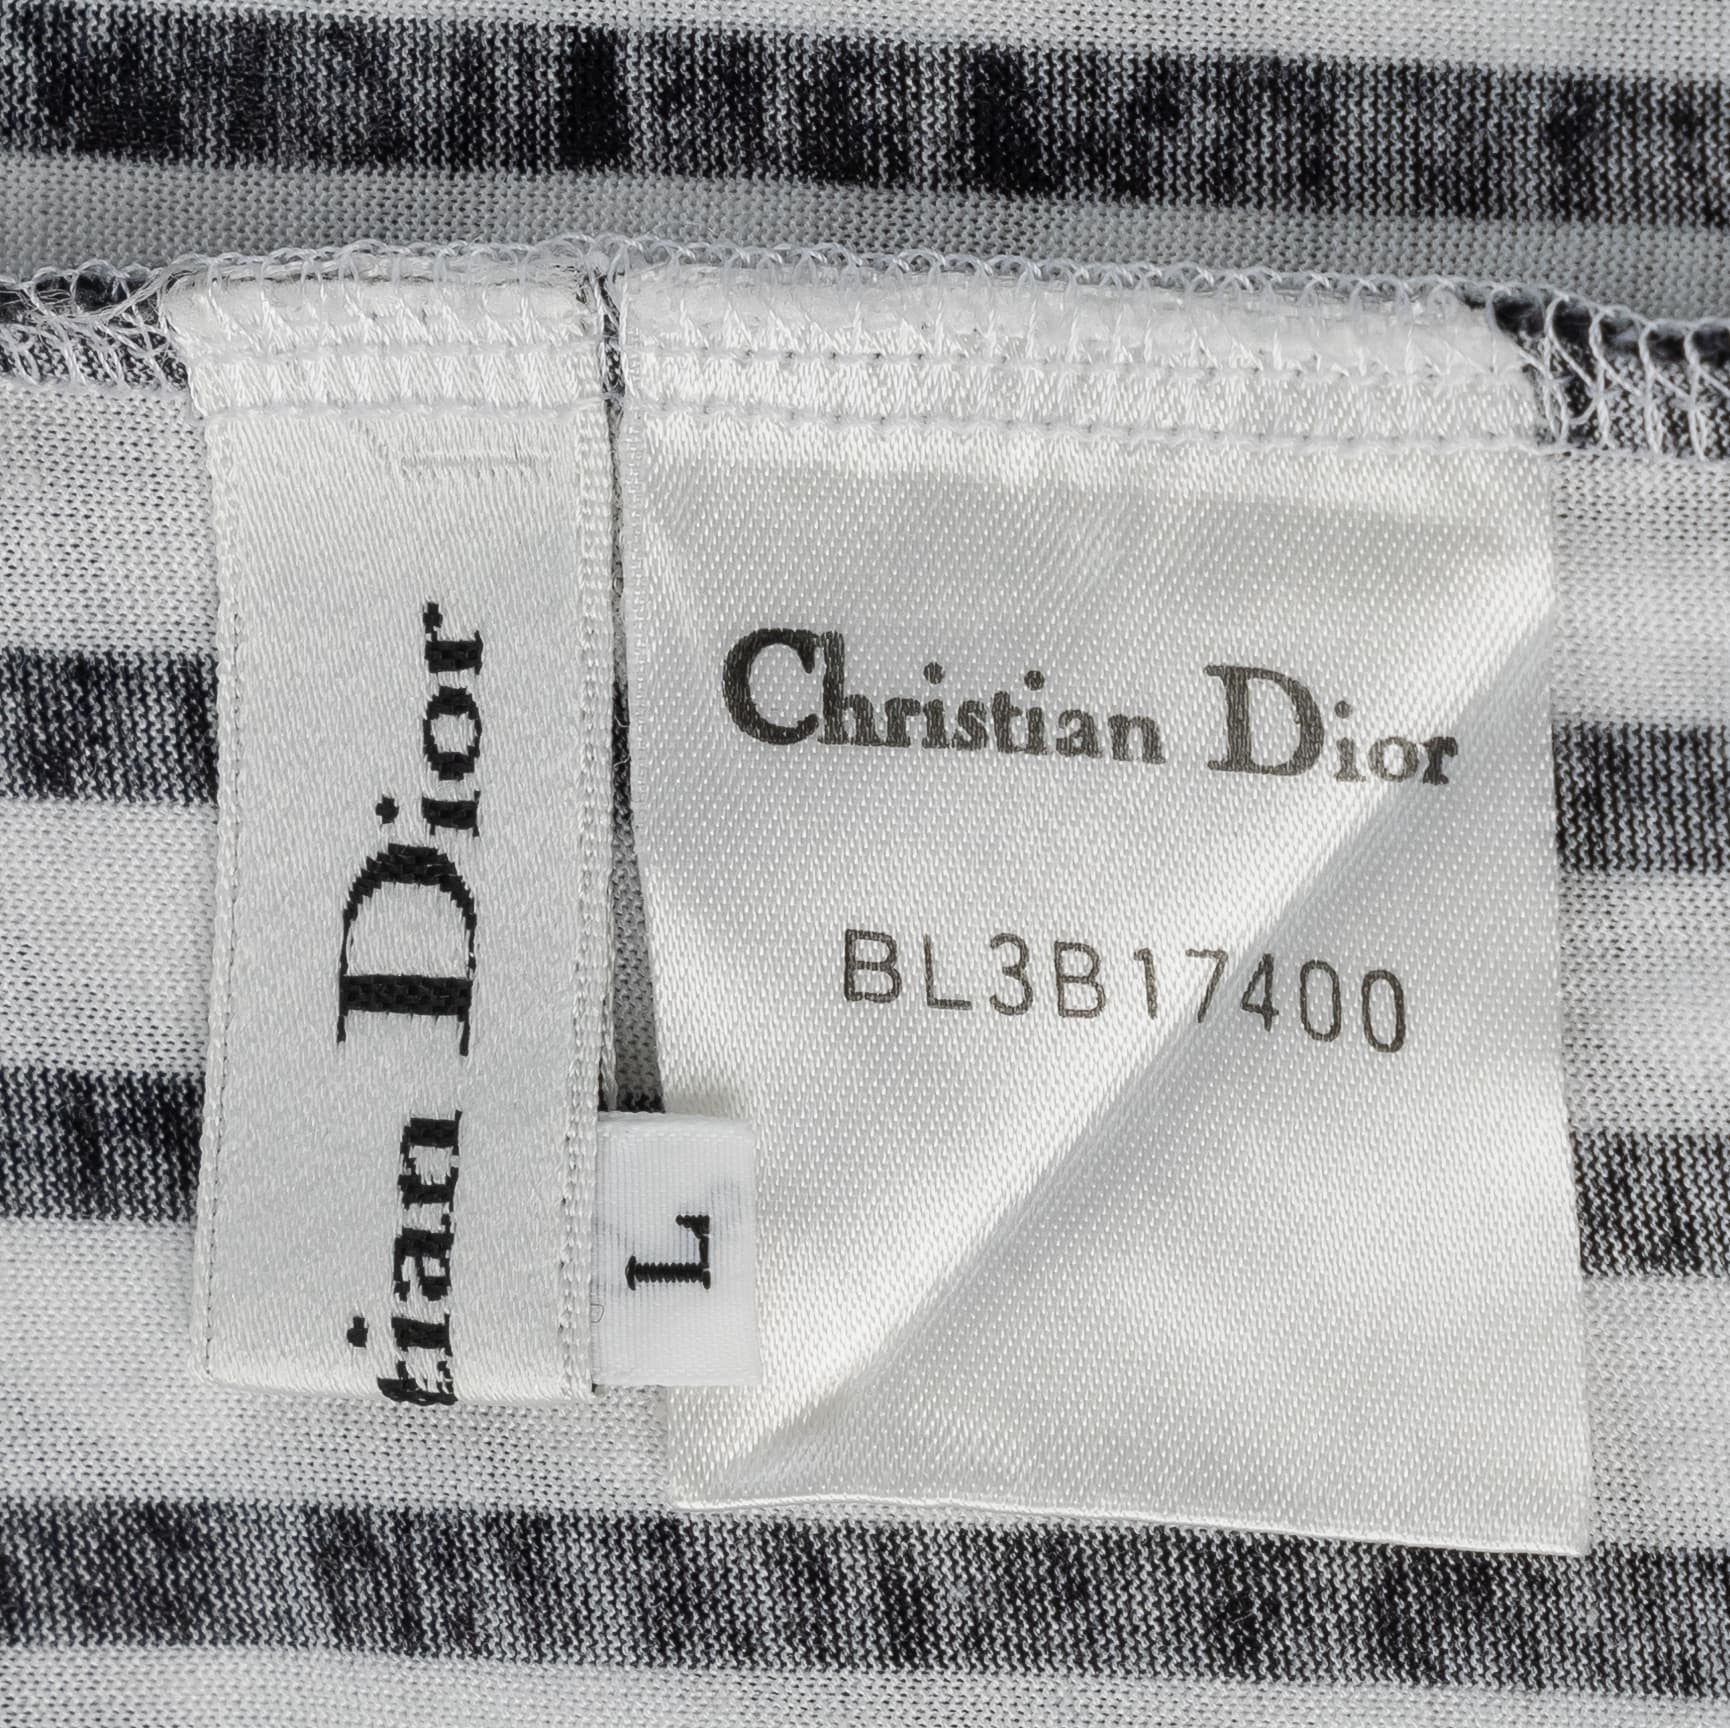 Christian Dior
BL3B17400
tian Dior
L